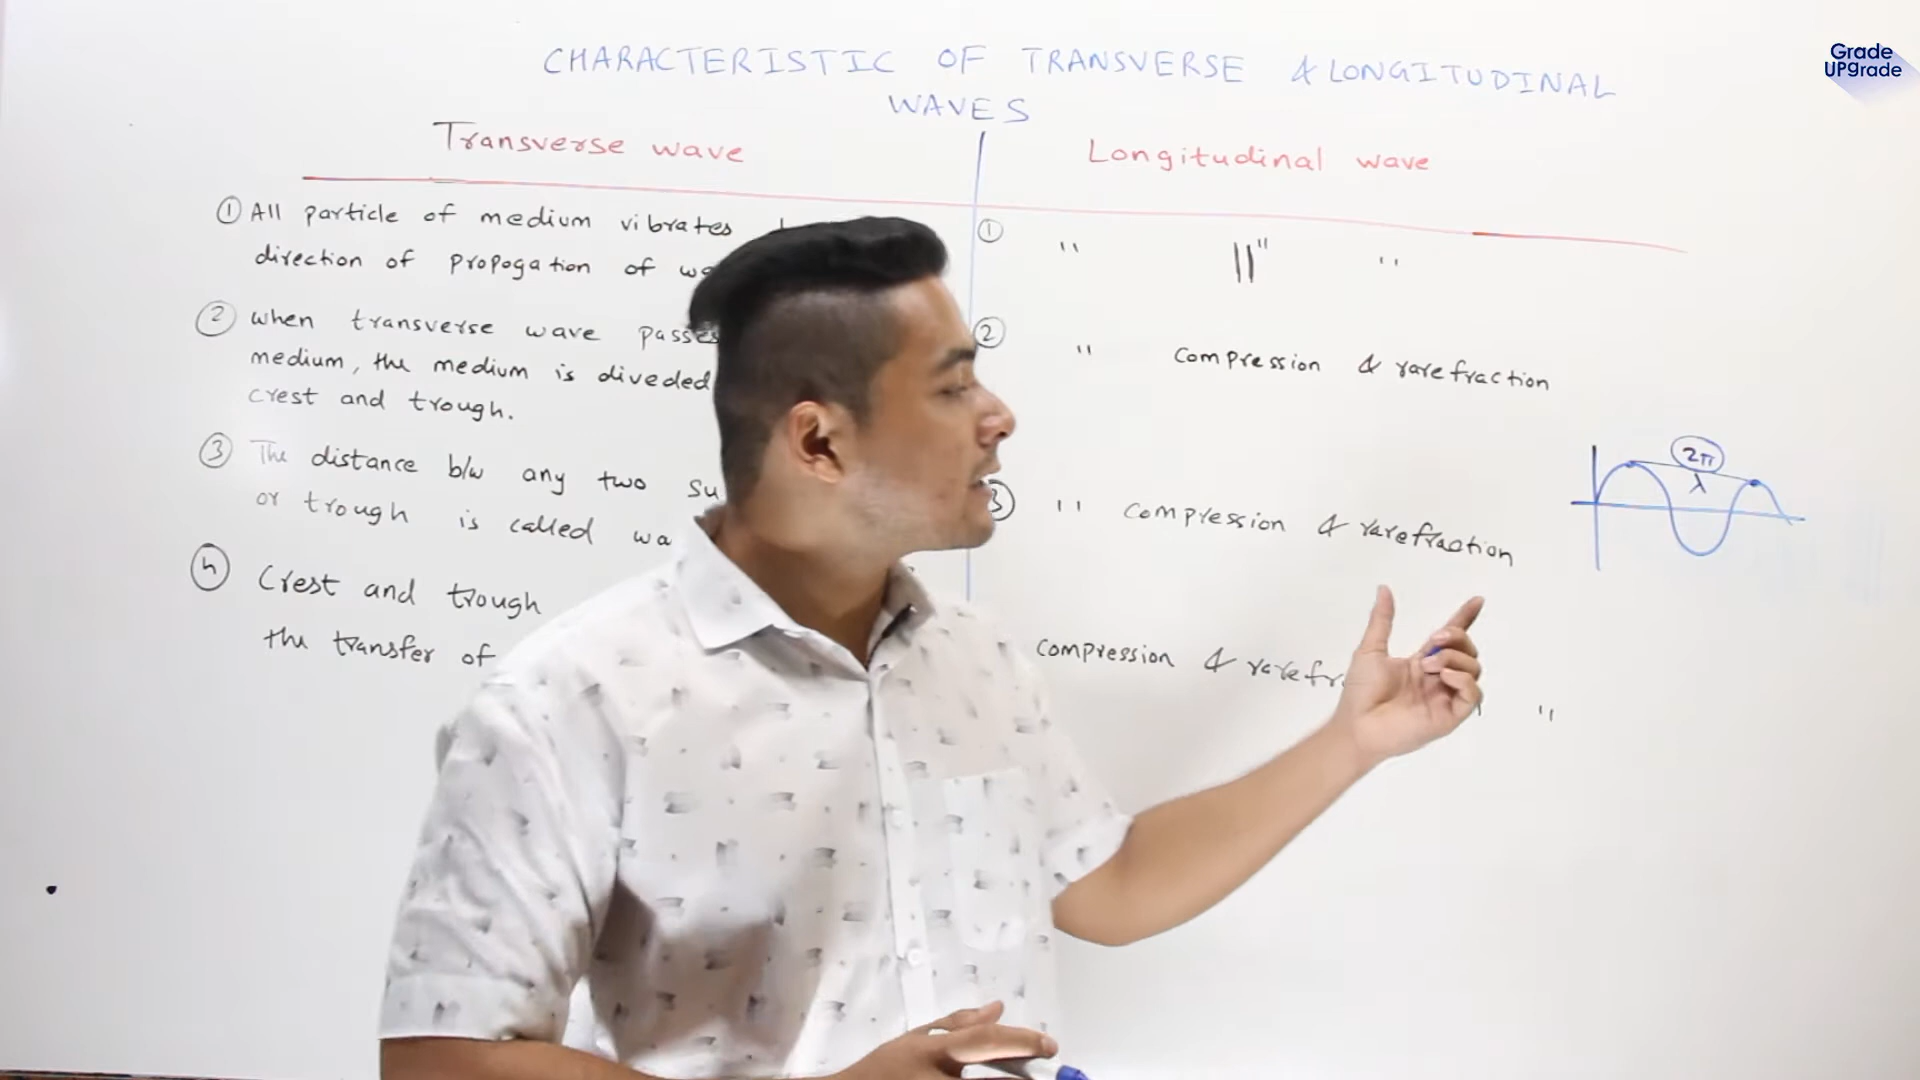 CHARACTERISTIC OF TRANSVERSE & LONGITUDINAL
WAVES
Grade
UPgrade
Transverse wave
① All particle of medium vibrates
direction of propogation of
② when transverse wave passes
medium, the medium is diveded
crest and trough.
③ The distance b/w any two
or trough is called
④ Crest and trough
the transfer of
Longitudinal wave
① " ||" "
② " compression & rarefraction
③ " compression & rarefraction
compression & "
2π
λ